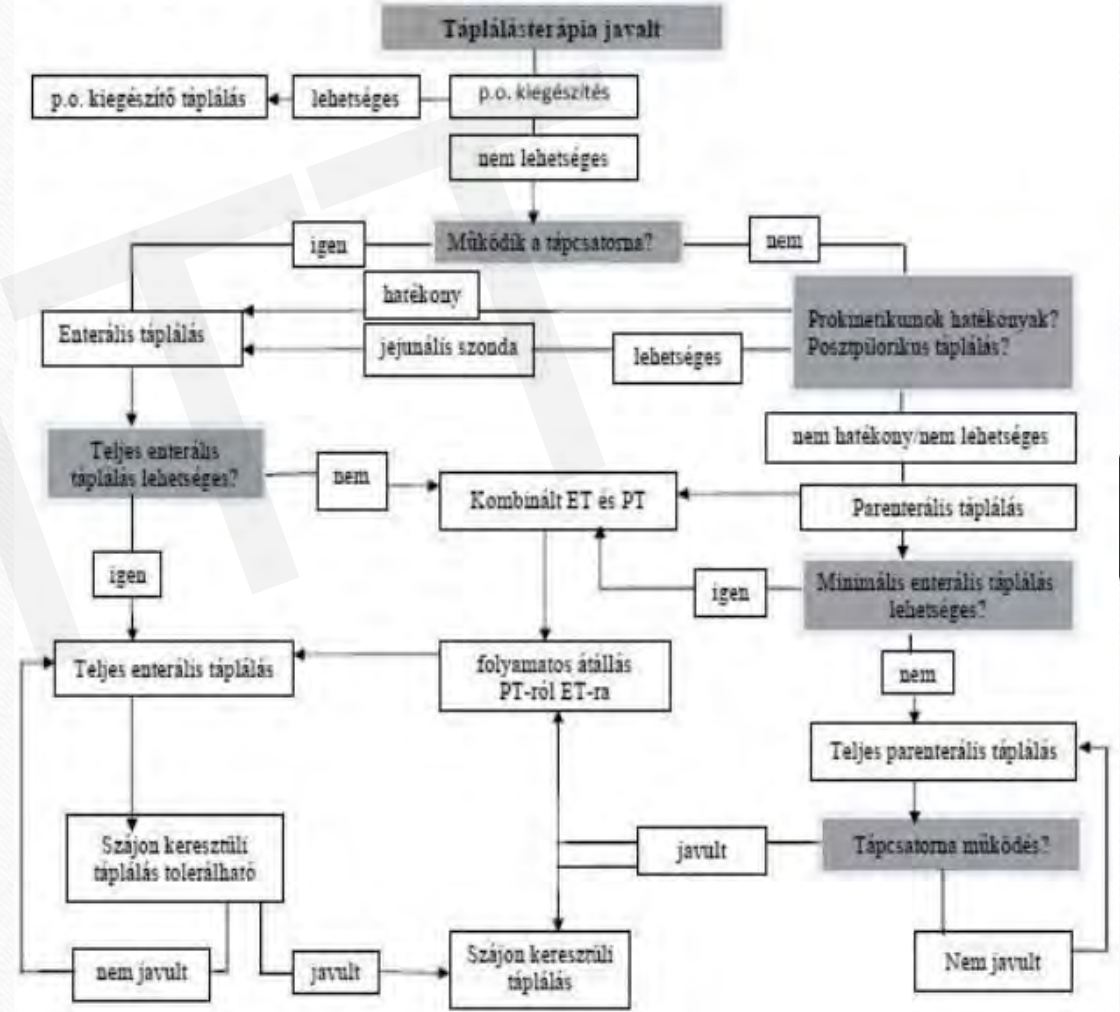 Táplálásterápia javalt
p.o. kiegészítő táplálás
lehetséges
p.o. kiegészítés
nem lehetséges
igen
Működik a tápcsatorna?
nem
hatékony
Enterális táplálás
jejunális szonda
lehetséges
Prokinetikumok hatékonyak?
Posztpilorikus táplálás?
nem hatékony/nem lehetséges
Teljes enterális
táplálás lehetséges?
nem
Kombinált ET és PT
Parenterális táplálás
igen
igen
Minimális enterális táplálás
lehetséges?
Teljes enterális táplálás
folyamatos átállás
PT-ról ET-ra
nem
Teljes parenterális táplálás
Szájon keresztüli
táplálás tolerálható
javult
Tápcsatorna működés?
nem javult
javult
Szájon keresztüli
táplálás
Nem javult